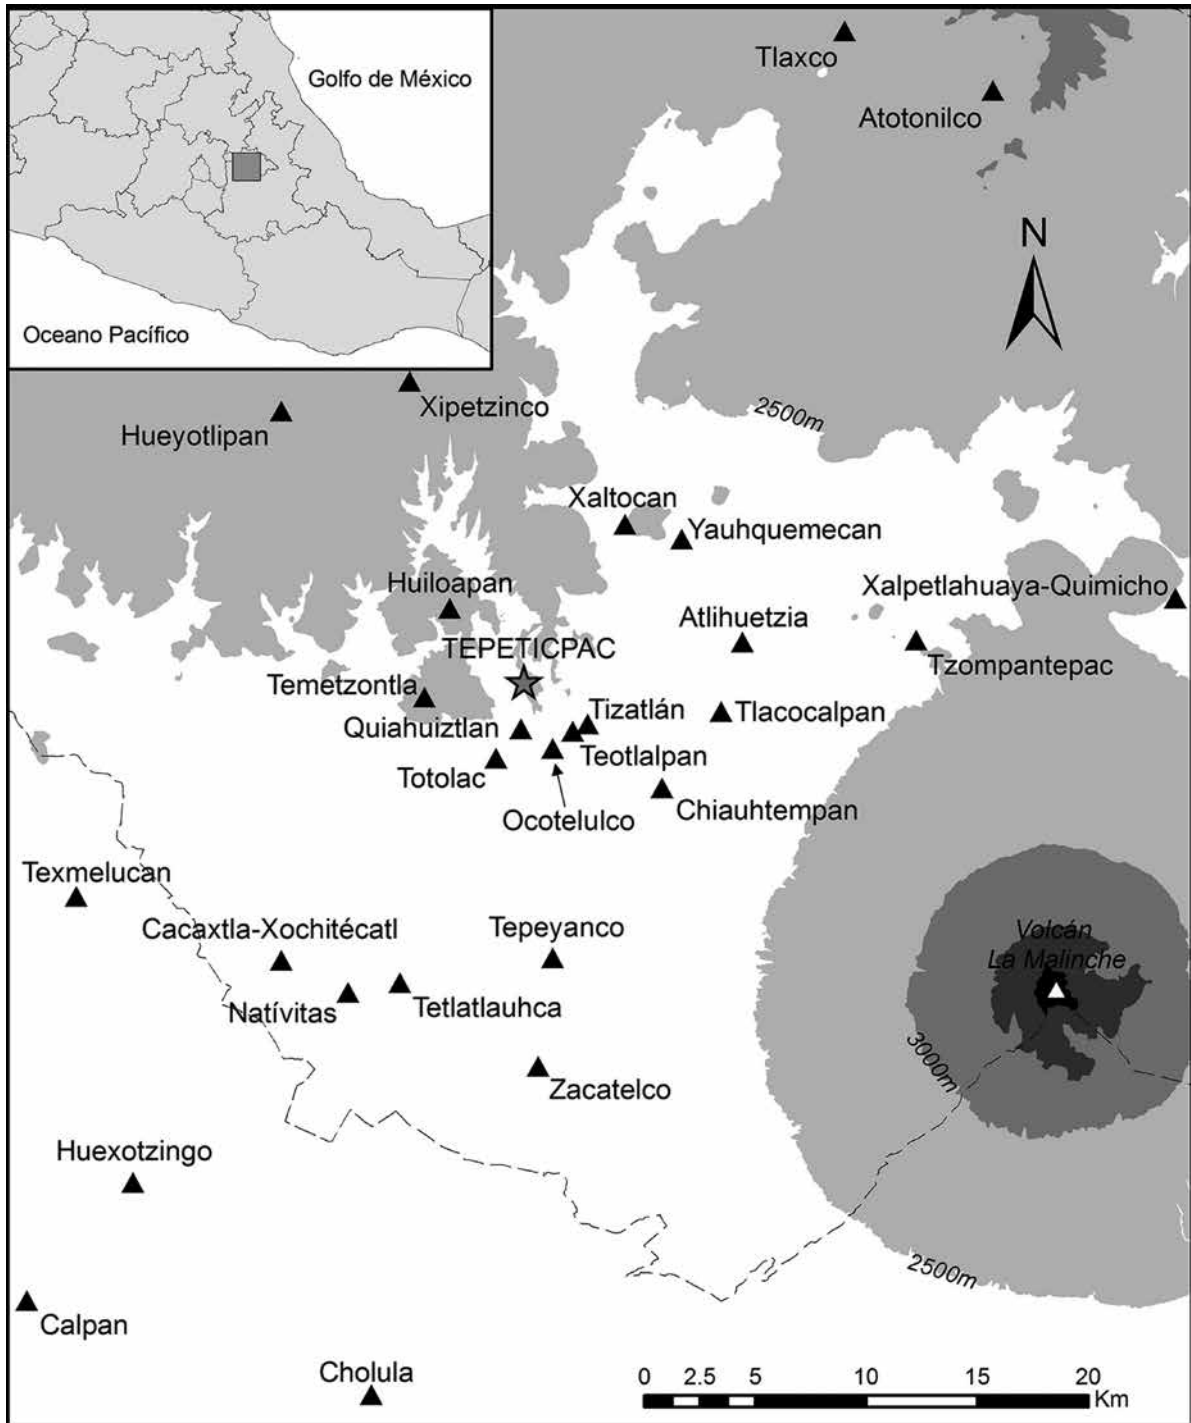 Golfo de México
Oceano Pacífico
Tlaxco
Atotonilco
N
Xipetzinco
Hueyotlipan
2500m
Xaltocan
Yauhquemecan
Huiloapan
Xalpetlahuaya-Quimicho
Atlihuetzia
TEPETICPAC
Tzompantepac
Temetzontla
Tizatlán
Tlacocalpan
Quiahuiztlan
Teotlalpan
Totolac
Chiauhtempan
Ocotelulco
Texmelucan
Cacaxtla-Xochitécatl
Tepeyanco
Volcán
La Malinche
Natívitas
Tetlatlauhca
3000m
Zacatelco
Huexotzingo
2500m
Calpan
Cholula
0 2.5 5 10 15 20
Km